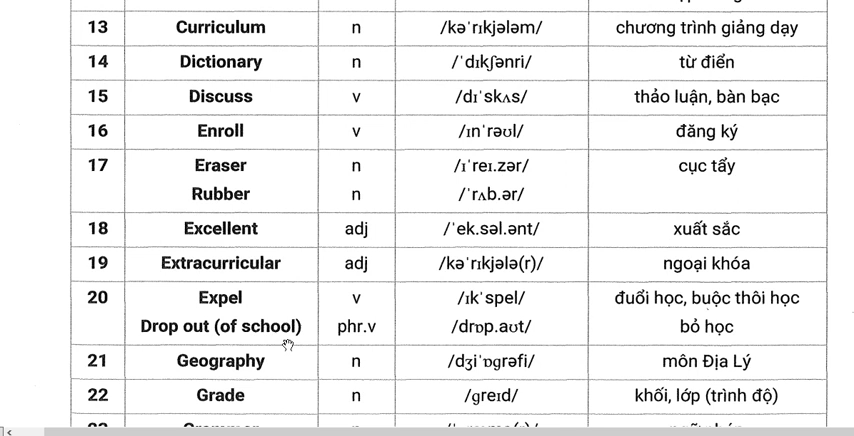 13 Curriculum n /kəˈrɪkjələm/ chương trình giảng dạy
14 Dictionary n /ˈdɪkʃənri/ từ điển
15 Discuss v /dɪˈskʌs/ thảo luận, bàn bạc
16 Enroll v /ɪnˈrəʊl/ đăng ký
17 Eraser n /ɪˈreɪ.zər/ cục tẩy
Rubber n /ˈrʌb.ər/
18 Excellent adj /ˈek.səl.ənt/ xuất sắc
19 Extracurricular adj /kəˈrɪkjələ(r)/ ngoại khóa
20 Expel v /ɪkˈspel/ đuổi học, buộc thôi học
Drop out (of school) phr.v /drɒp.aʊt/ bỏ học
21 Geography n /dʒiˈɒɡrəfi/ môn Địa Lý
22 Grade n /ɡreɪd/ khối, lớp (trình độ)